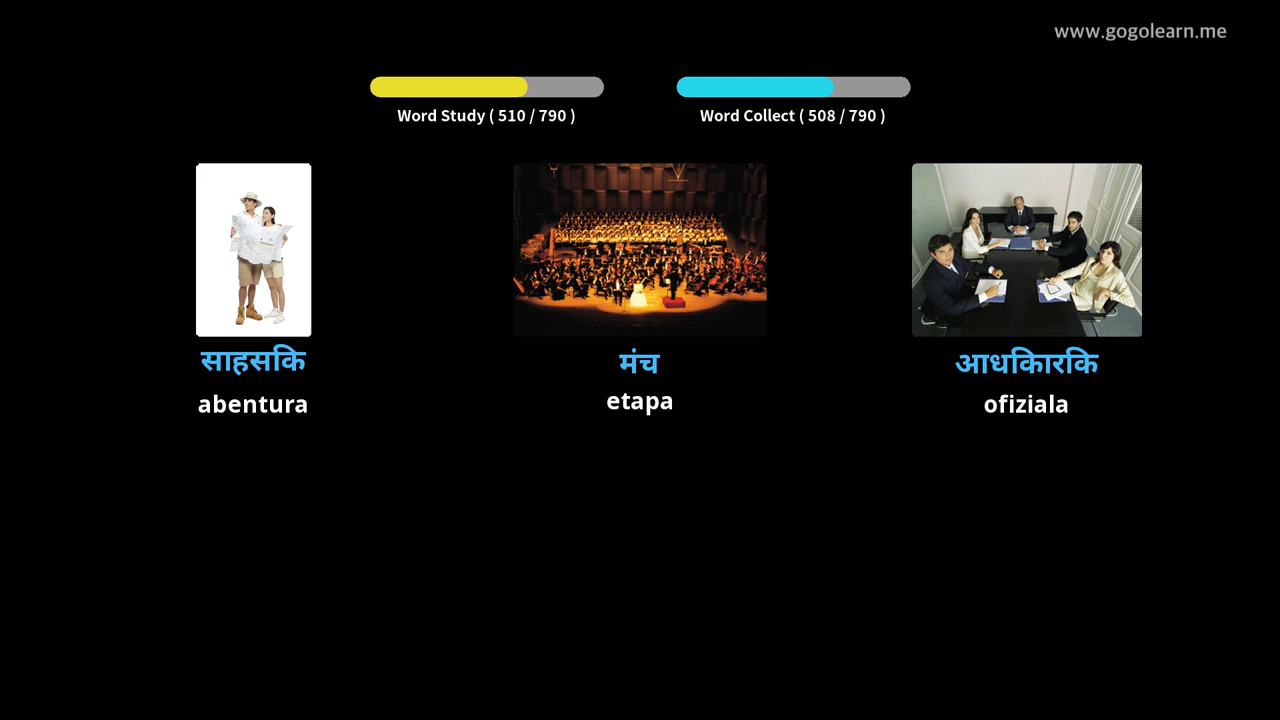 www.gogolearn.me
Word Study ( 510 / 790 )
Word Collect ( 508 / 790 )
साहसकि
मंच
आधकिारकि
abentura
etapa
ofiziala